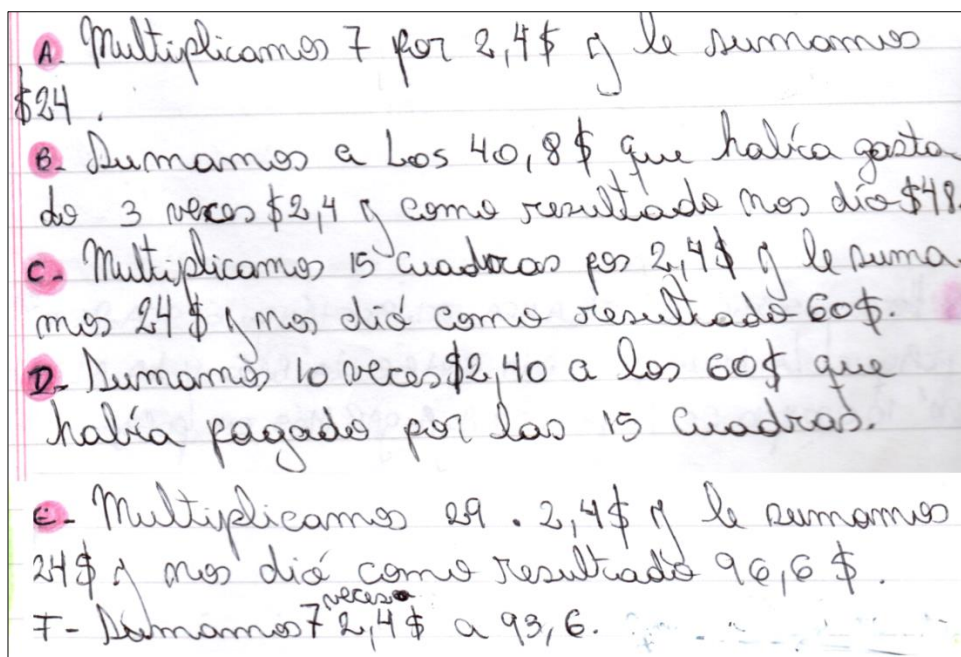 A. Multiplicamos 7 por 2,4$ y le sumamos
$24.
B. Sumamos a Los 40,8$ que había gasta
do 3 veces $2,4 y como resultado nos dio $48.
C- Multiplicamos 15 cuadras por 2,4$ y le suma
mos 24$ y nos dió como resultado 60$.
D- Sumamos 10 veces $2,40 a los 60$ que
había pagado por las 15 cuadras.
E- Multiplicamos 29 . 2,4$ y le sumamos
24$ y nos dió como resultado 96,6$.
F- Sumamos 7 veces 2,4$ a 93,6.